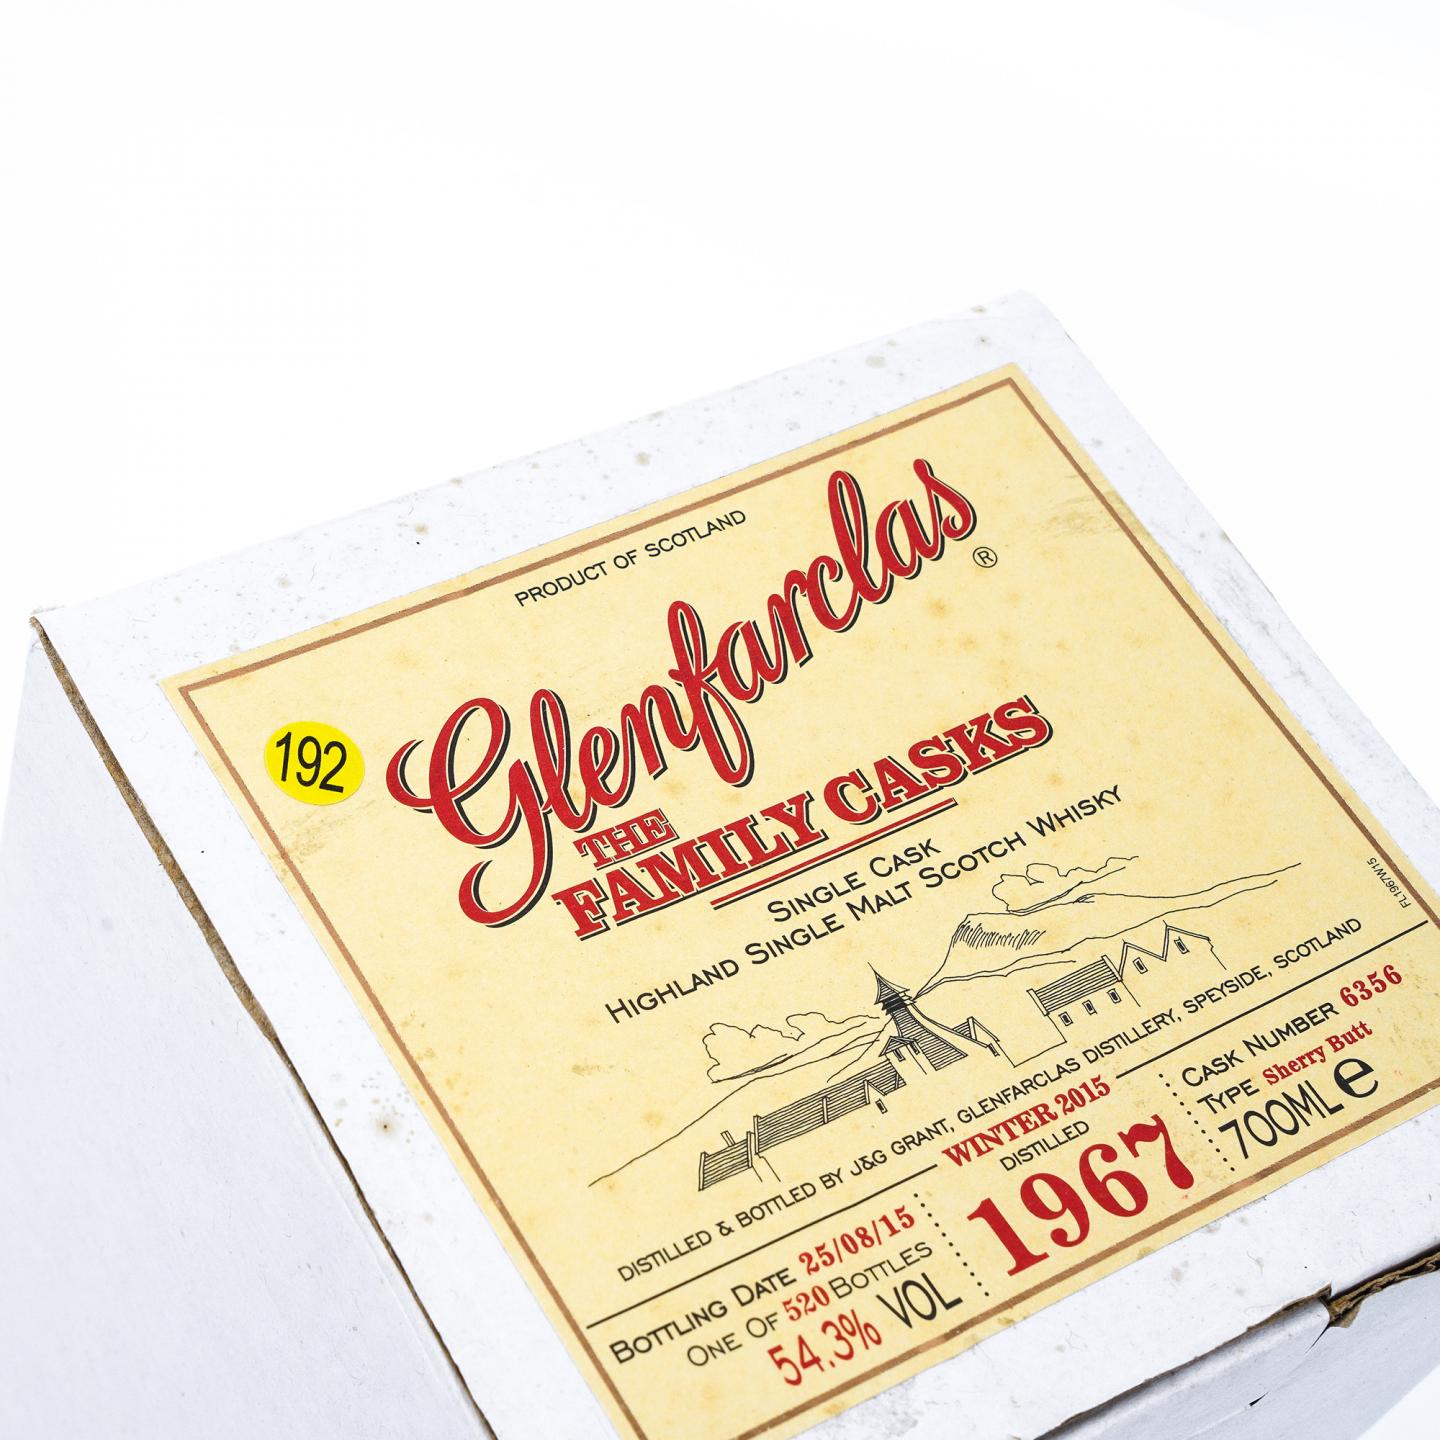 PRODUCT OF SCOTLAND
Glenfarclas ®
192
THE
FAMILY CASKS
SINGLE CASK
HIGHLAND SINGLE MALT SCOTCH WHISKY
FL1967W15
DISTILLED & BOTTLED BY J&G GRANT, GLENFARCLAS DISTILLERY, SPEYSIDE, SCOTLAND
BOTTLING DATE 25/08/15
ONE OF 520 BOTTLES
54.3% VOL
WINTER 2015
DISTILLED
1967
CASK NUMBER 6356
TYPE Sherry Butt
700ML e